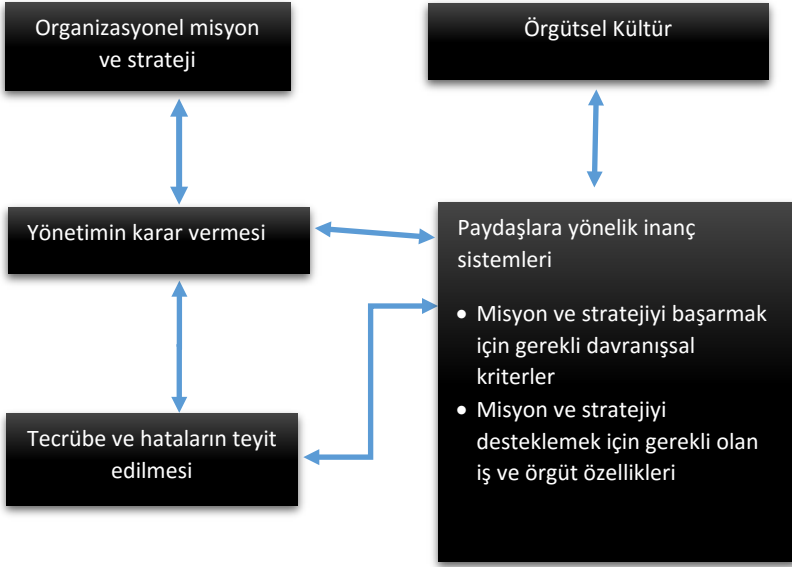 Organizasyonel misyon
ve strateji
Örgütsel Kültür
Yönetimin karar vermesi
Paydaşlara yönelik inanç
sistemleri
• Misyon ve stratejiyi başarmak
için gerekli davranışsal
kriterler
• Misyon ve stratejiyi
desteklemek için gerekli olan
iş ve örgüt özellikleri
Tecrübe ve hataların teyit
edilmesi